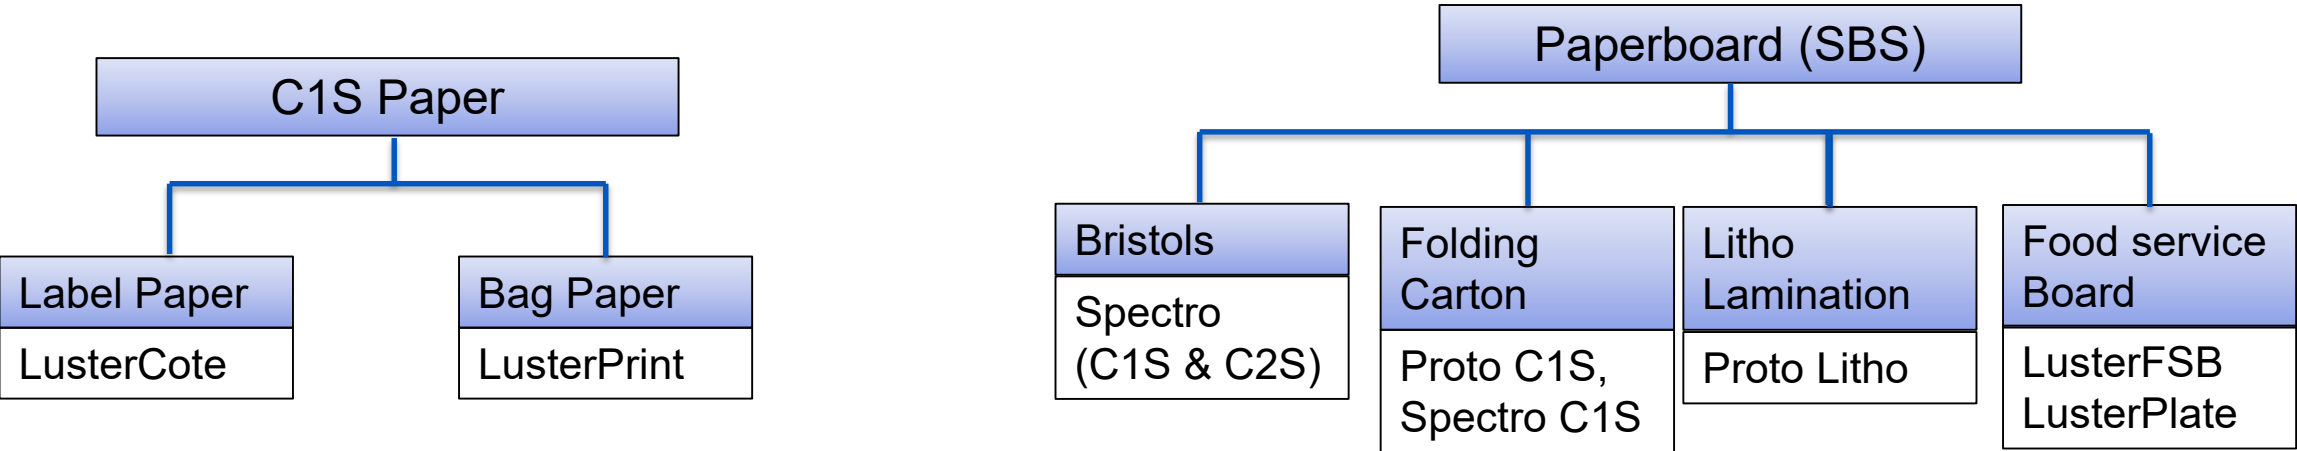 C1S Paper
Label Paper
LusterCote
Bag Paper
LusterPrint
Paperboard (SBS)
Bristols
Spectro
(C1S & C2S)
Folding
Carton
Proto C1S,
Spectro C1S
Litho
Lamination
Proto Litho
Food service
Board
LusterFSB
LusterPlate